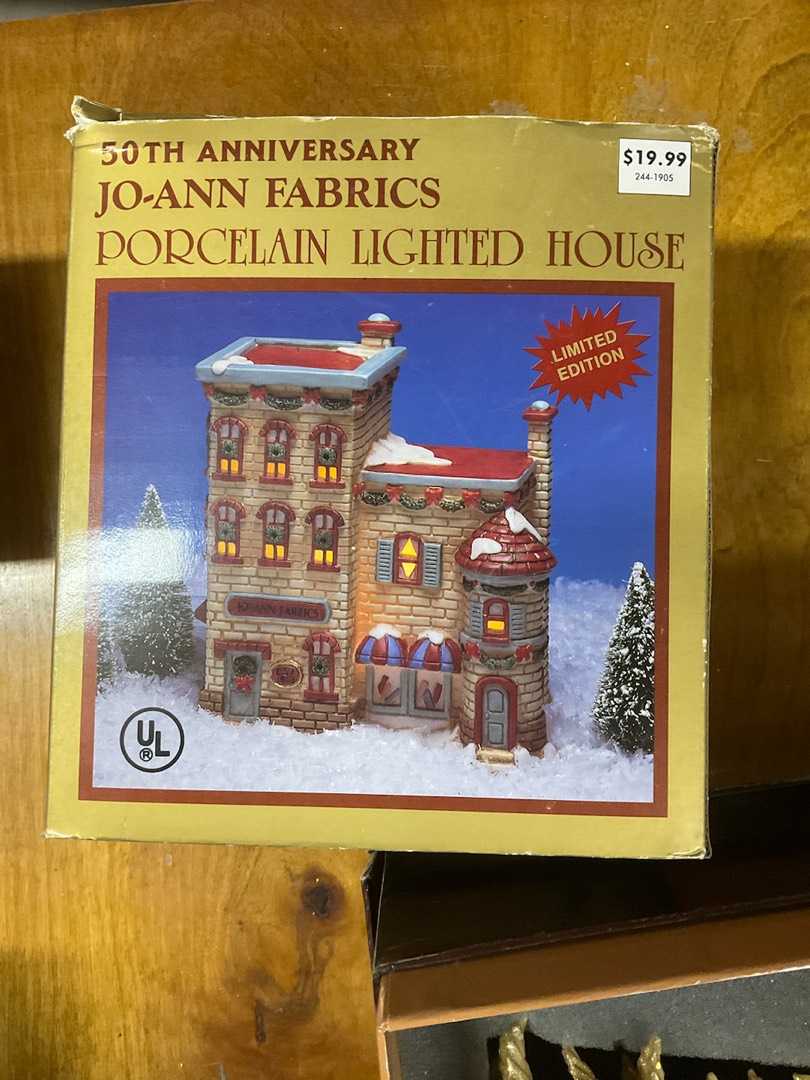 50TH ANNIVERSARY
JO-ANN FABRICS
PORCELAIN LIGHTED HOUSE
$19.99
244-1905
LIMITED
EDITION
JO-ANN FABRICS
UL
®